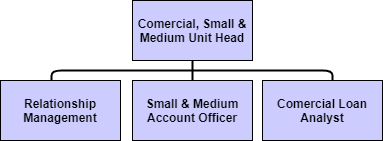 Comercial, Small &
Medium Unit Head
Relationship
Management
Small & Medium
Account Officer
Comercial Loan
Analyst